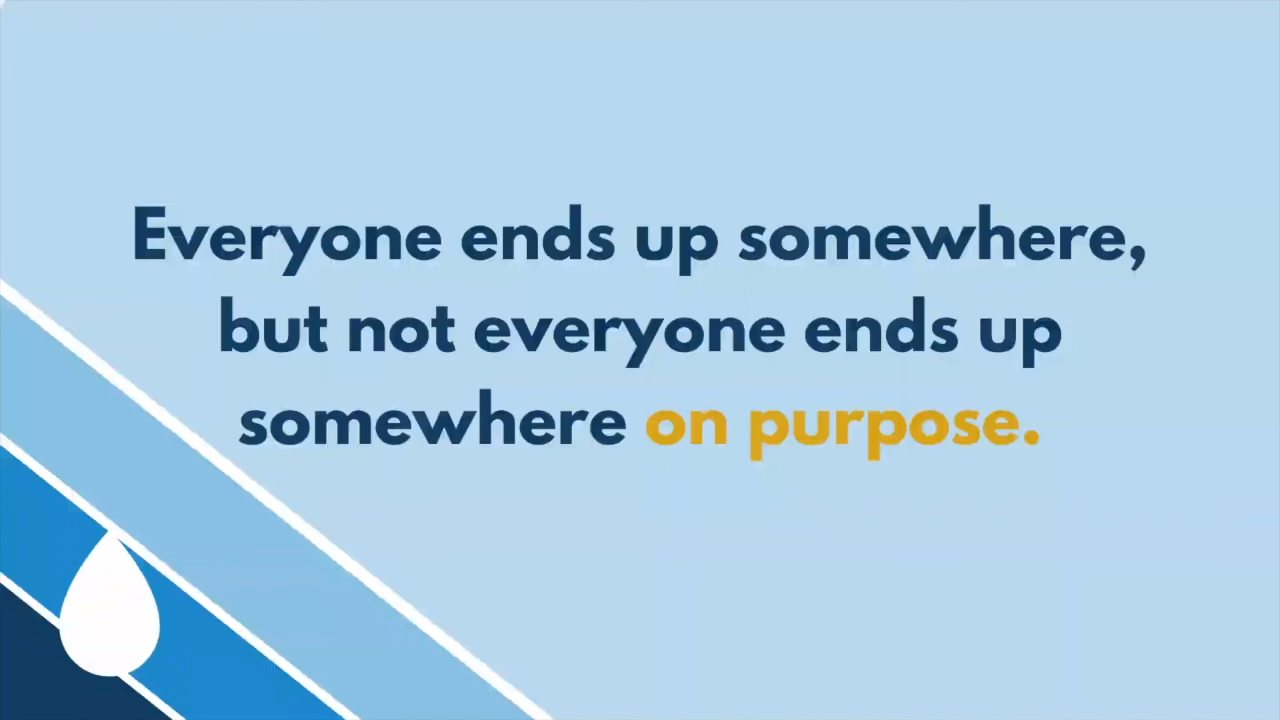 Everyone ends up somewhere,
but not everyone ends up
somewhere on purpose.